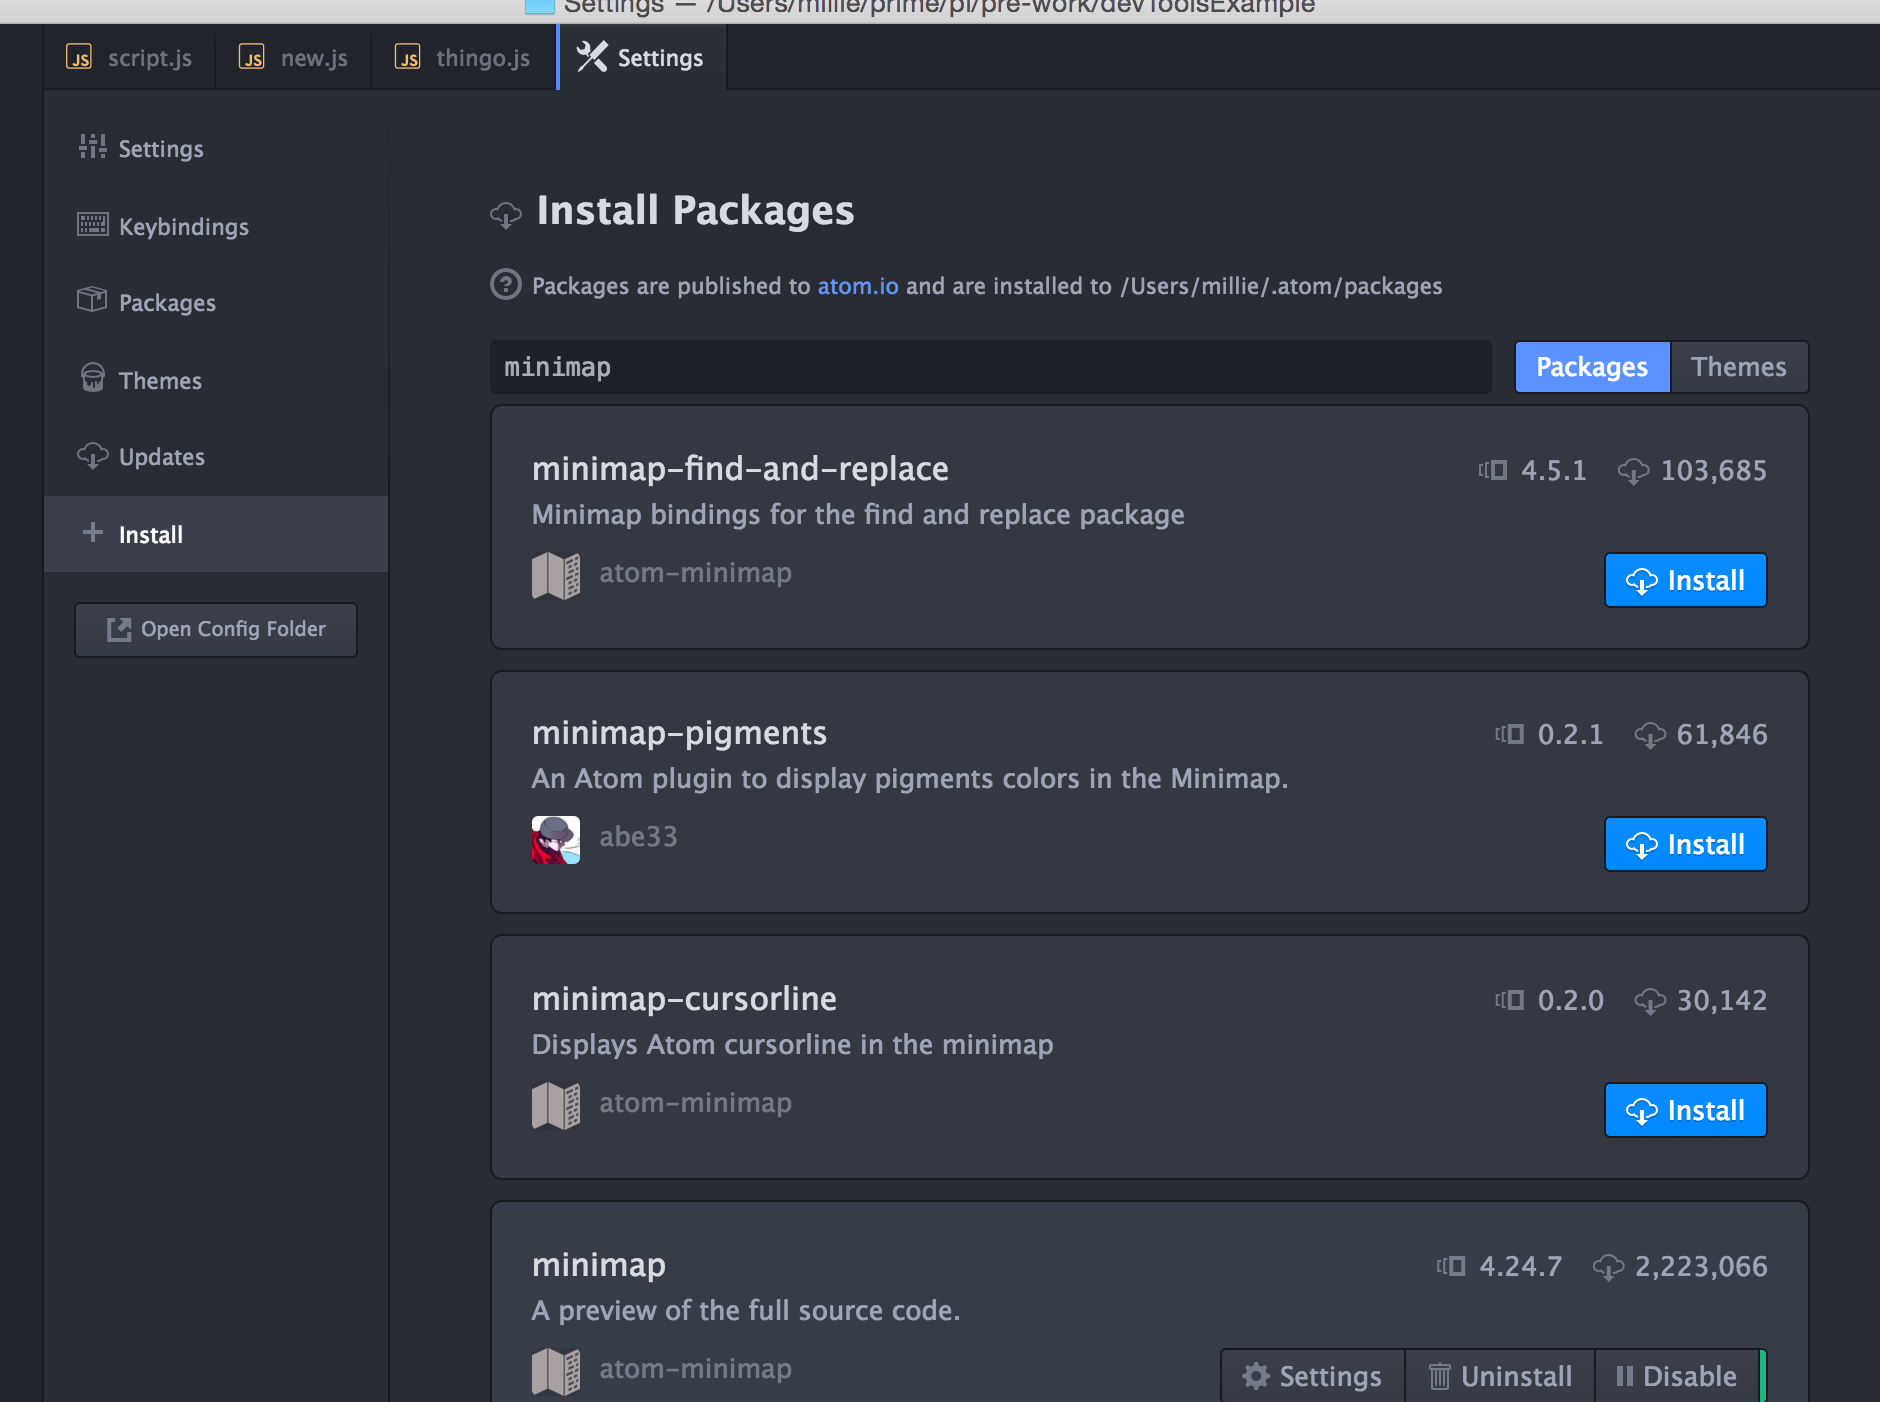 Settings — /Users/millie/prime/pi/pre-work/devToolsExample
script.js
new.js
thingo.js
Settings
Settings
Keybindings
Packages
Themes
Updates
Install
Open Config Folder
Install Packages
Packages are published to atom.io and are installed to /Users/millie/.atom/packages
minimap
Packages Themes
minimap-find-and-replace
4.5.1 103,685
Minimap bindings for the find and replace package
atom-minimap
Install
minimap-pigments
0.2.1 61,846
An Atom plugin to display pigments colors in the Minimap.
abe33
Install
minimap-cursorline
0.2.0 30,142
Displays Atom cursorline in the minimap
atom-minimap
Install
minimap
4.24.7 2,223,066
A preview of the full source code.
atom-minimap
Settings Uninstall Disable